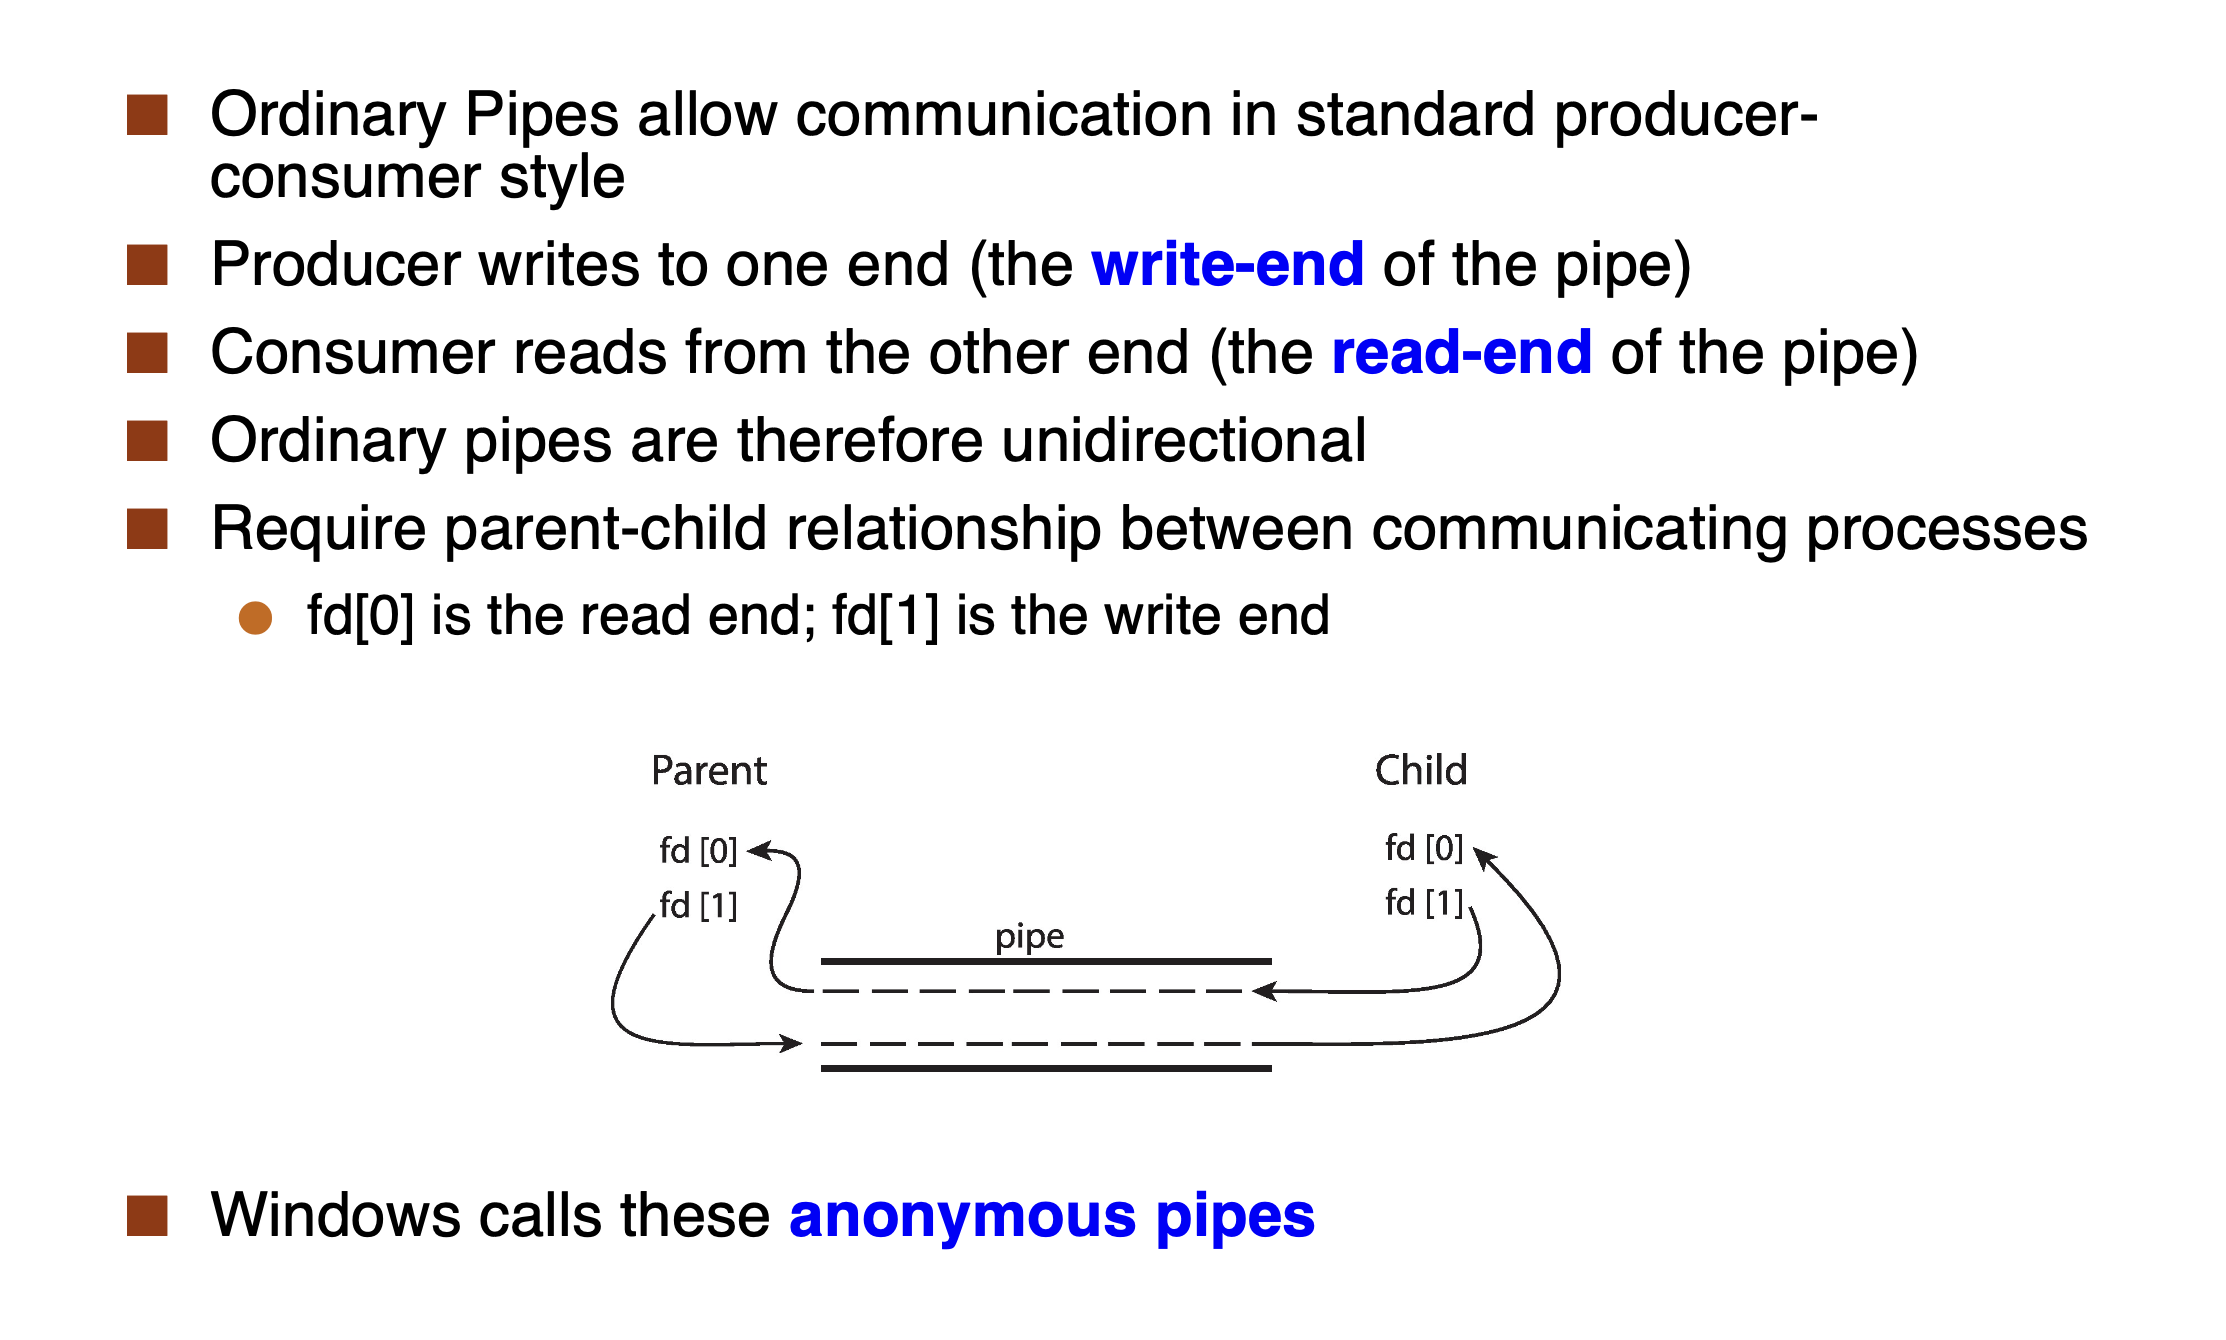 Ordinary Pipes allow communication in standard producer-
consumer style
Producer writes to one end (the write-end of the pipe)
Consumer reads from the other end (the read-end of the pipe)
Ordinary pipes are therefore unidirectional
Require parent-child relationship between communicating processes
fd[0] is the read end; fd[1] is the write end
Parent
Child
fd [0]
fd [0]
fd [1]
fd [1]
pipe
Windows calls these anonymous pipes